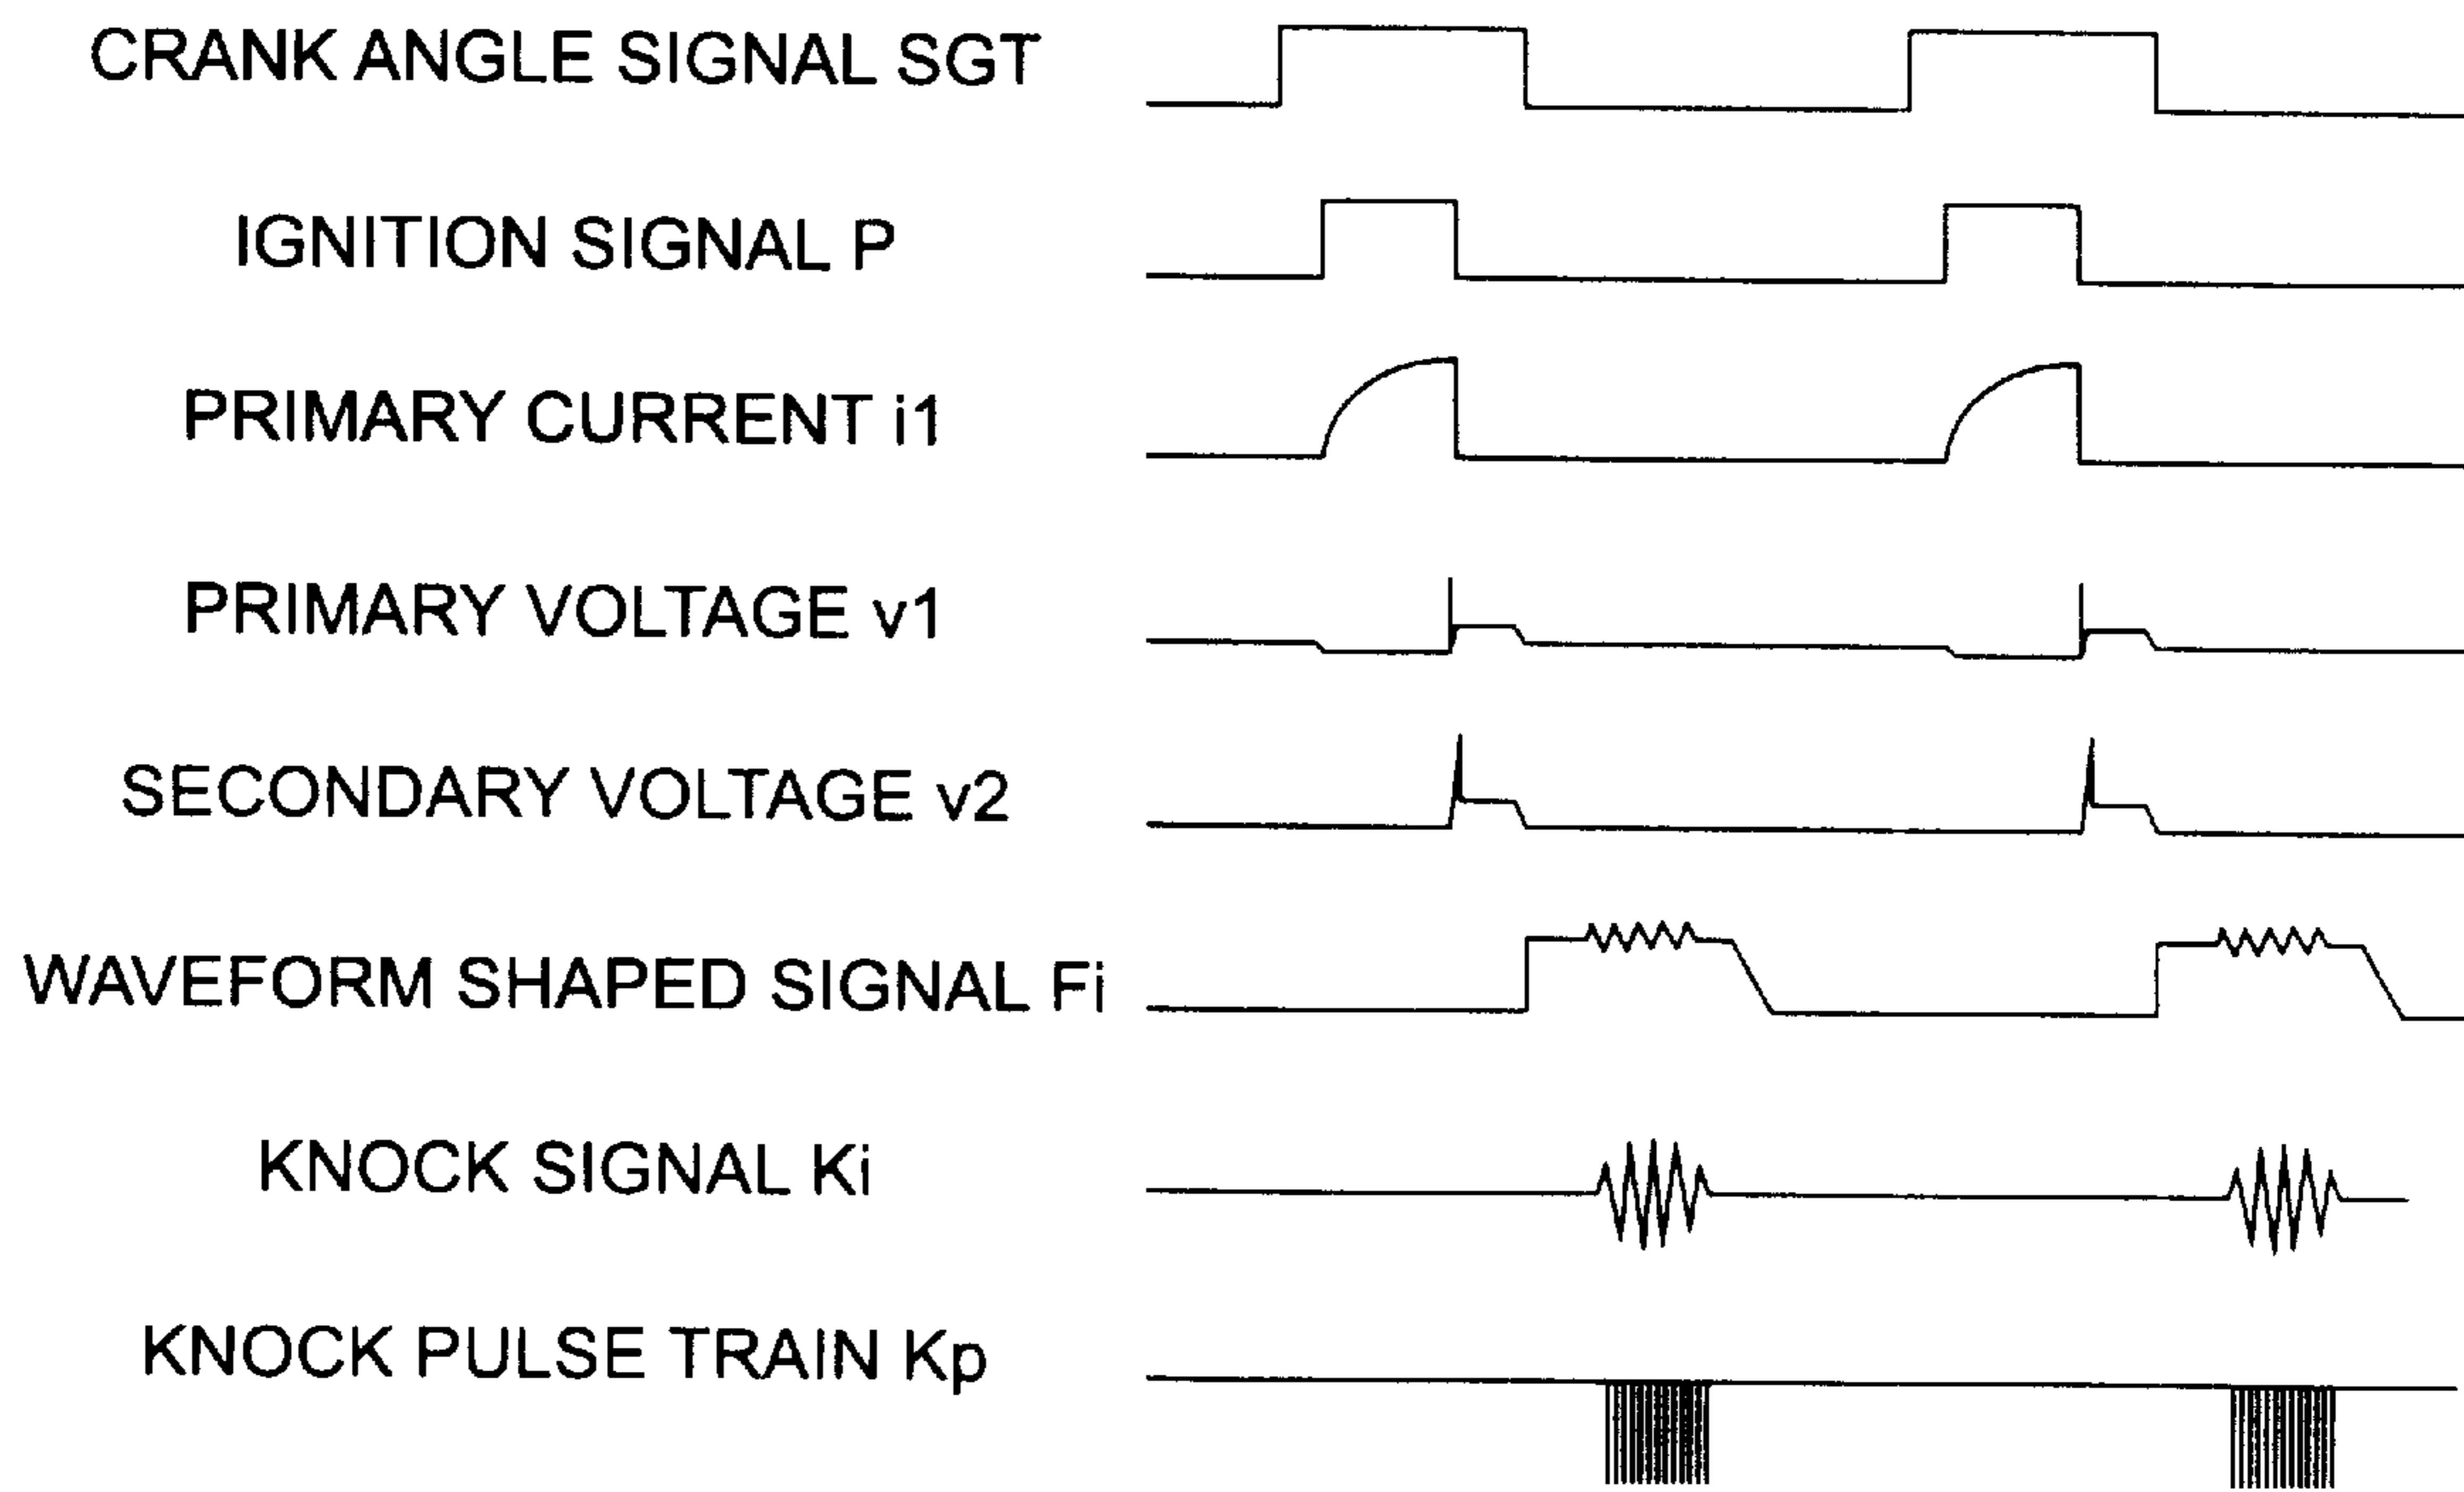 CRANK ANGLE SIGNAL SGT
IGNITION SIGNAL P
PRIMARY CURRENT i1
PRIMARY VOLTAGE v1
SECONDARY VOLTAGE v2
WAVEFORM SHAPED SIGNAL Fi
KNOCK SIGNAL Ki
KNOCK PULSE TRAIN Kp